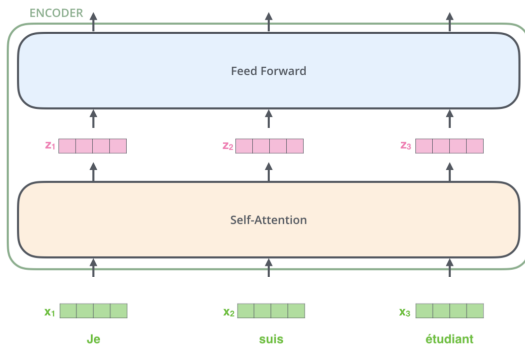 ENCODER
Feed Forward
z₁ z₂ z₃
Self-Attention
x₁ x₂ x₃
Je suis étudiant